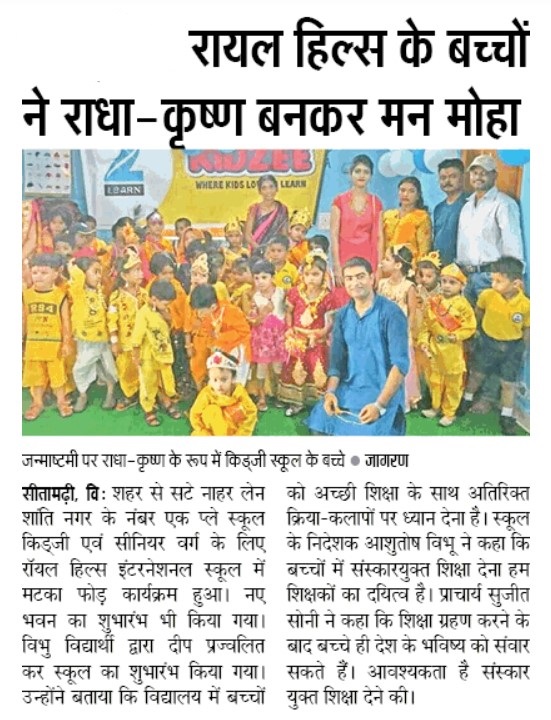 रायल हिल्स के बच्चों
ने राधा-कृष्ण बनकर मन मोहा
Z
LEARN
KIDZEE
WHERE KIDS LOVE LEARN
जन्माष्टमी पर राधा-कृष्ण के रूप में किड्जी स्कूल के बच्चे ● जागरण
सीतामढ़ी, वि: शहर से सटे नाहर लेन
शांति नगर के नंबर एक प्ले स्कूल
किड्जी एवं सीनियर वर्ग के लिए
रॉयल हिल्स इंटरनेशनल स्कूल में
मटका फोड़ कार्यक्रम हुआ। नए
भवन का शुभारंभ भी किया गया।
विभु विद्यार्थी द्वारा दीप प्रज्वलित
कर स्कूल का शुभारंभ किया गया।
उन्होंने बताया कि विद्यालय में बच्चों
को अच्छी शिक्षा के साथ अतिरिक्त
क्रिया-कलापों पर ध्यान देना है। स्कूल
के निदेशक आशुतोष विभू ने कहा कि
बच्चों में संस्कारयुक्त शिक्षा देना हम
शिक्षकों का दयित्व है। प्राचार्य सुजीत
सोनी ने कहा कि शिक्षा ग्रहण करने के
बाद बच्चे ही देश के भविष्य को संवार
सकते हैं। आवश्यकता है संस्कार
युक्त शिक्षा देने की।